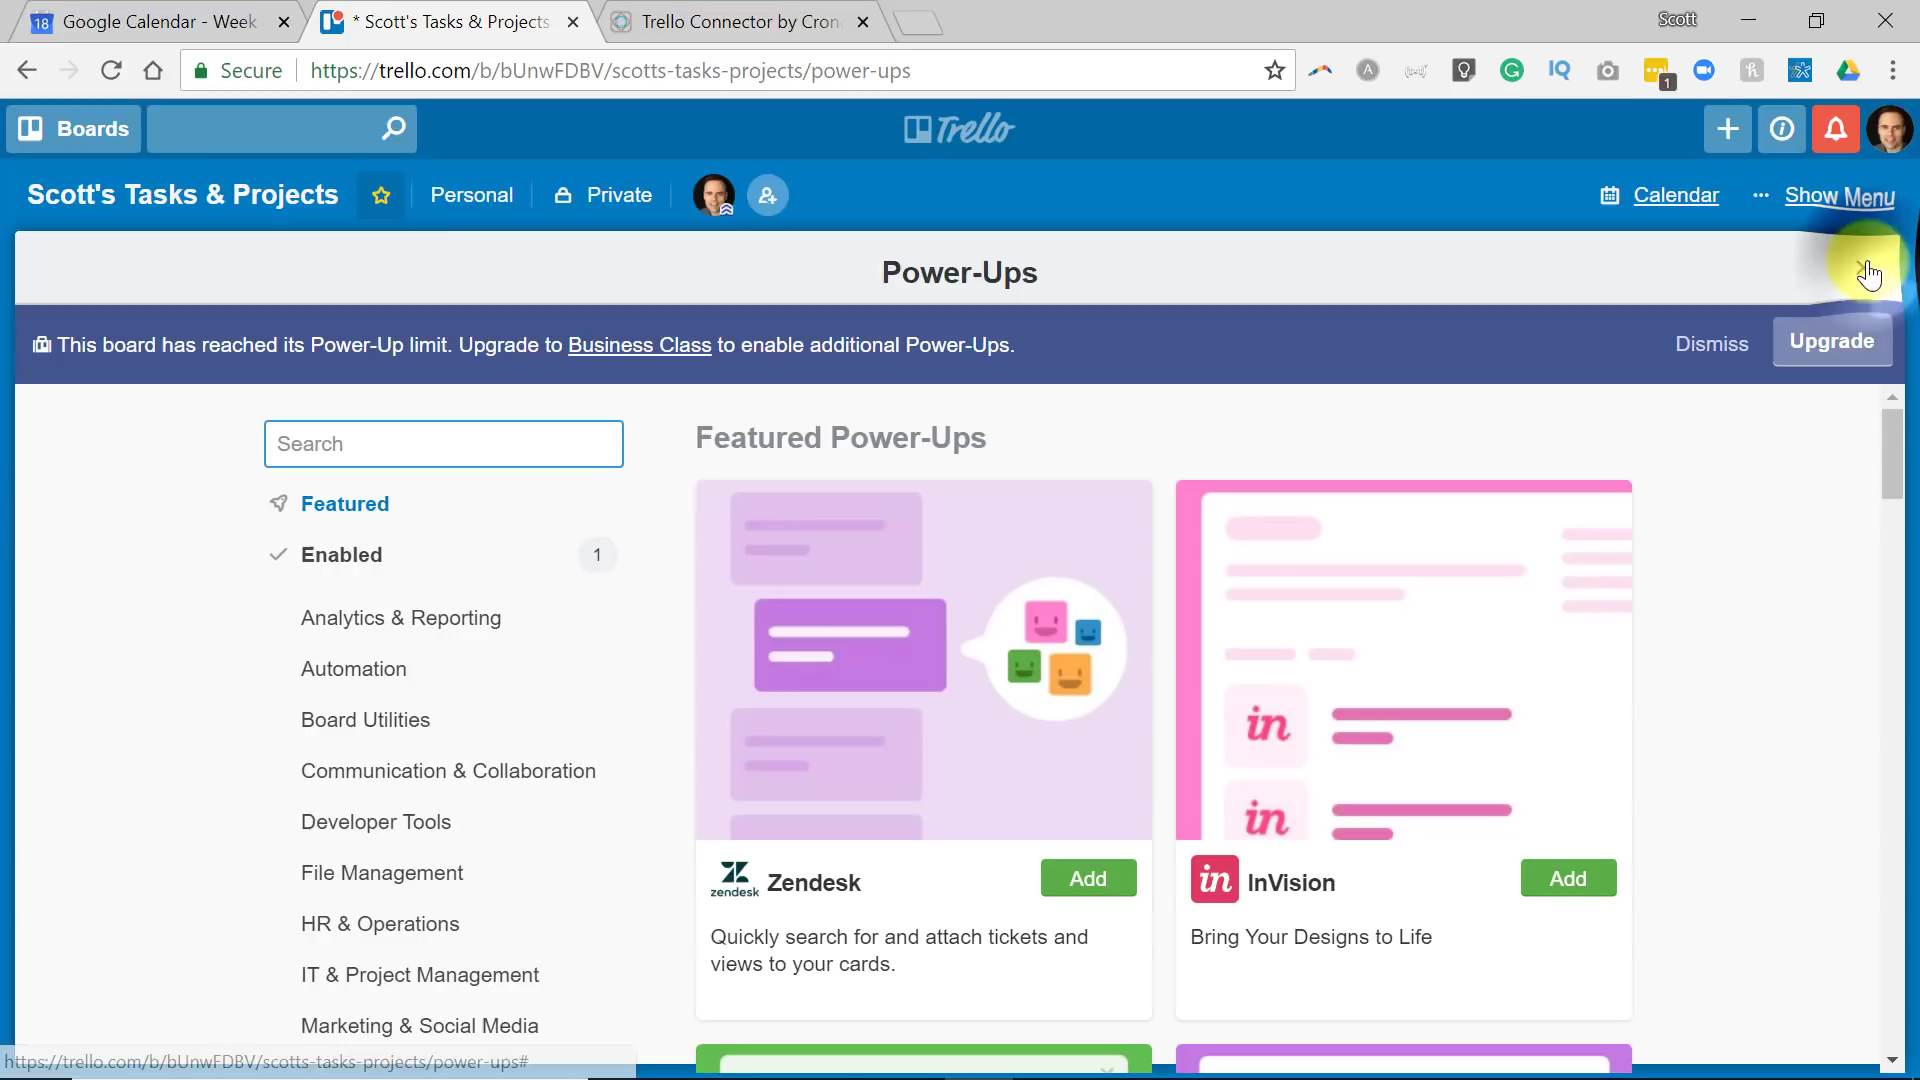 18 Google Calendar - Week
* Scott's Tasks & Projects
Trello Connector by Cron
Scott
Secure
https://trello.com/b/bUnwFDBV/scotts-tasks-projects/power-ups
1
Boards
Trello
Scott's Tasks & Projects
Personal
Private
Calendar
Show Menu
Power-Ups
This board has reached its Power-Up limit. Upgrade to Business Class to enable additional Power-Ups.
Dismiss
Upgrade
Search
Featured
Enabled
1
Analytics & Reporting
Automation
Board Utilities
Communication & Collaboration
Developer Tools
File Management
HR & Operations
IT & Project Management
Marketing & Social Media
Featured Power-Ups
in
in
zendesk
Zendesk
Add
Quickly search for and attach tickets and
views to your cards.
in
InVision
Add
Bring Your Designs to Life
https://trello.com/b/bUnwFDBV/scotts-tasks-projects/power-ups#